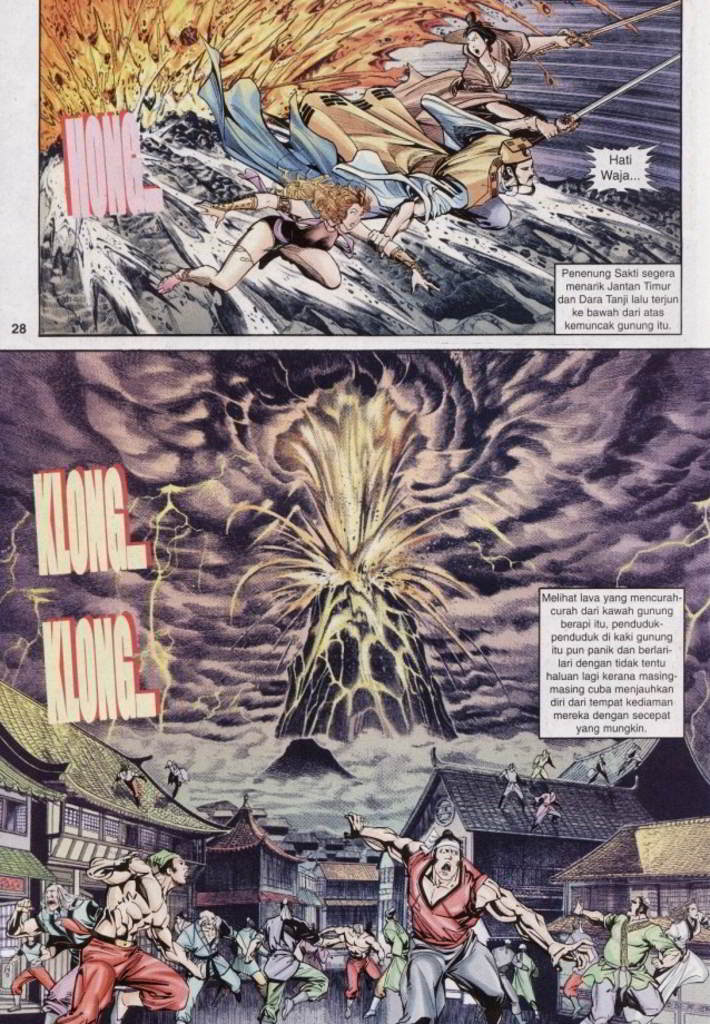 HONG...
Hati
Waja...
Penenung Sakti segera
menarik Jantan Timur
dan Dara Tanji lalu terjun
ke bawah dari atas
kemuncak gunung itu.
28
KLONG...
KLONG...
Melihat lava yang mencurah-
curah dari kawah gunung
berapi itu, penduduk-
penduduk di kaki gunung
itu pun panik dan berlari-
lari dengan tidak tentu
haluan lagi kerana masing-
masing cuba menjauhkan
diri dari tempat kediaman
mereka dengan secepat
yang mungkin.